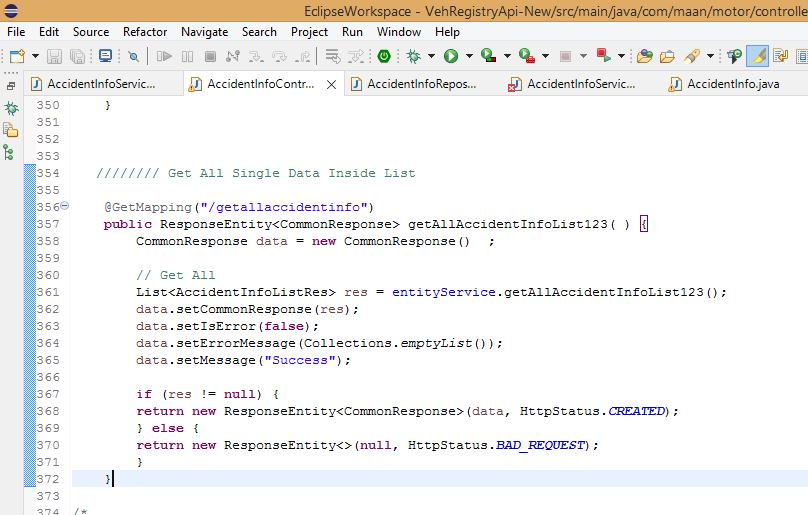 EclipseWorkspace - VehRegistryApi-New/src/main/java/com/maan/motor/controlle
File Edit Source Refactor Navigate Search Project Run Window Help
AccidentInfoServic... AccidentInfoContr... AccidentInfoRepos... AccidentInfoServic... AccidentInfo.java
350 }
351
352
353
354 //////// Get All Single Data Inside List
355
356 @GetMapping("/getallaccidentinfo")
357 public ResponseEntity<CommonResponse> getAllAccidentInfoList123( ) {
358 CommonResponse data = new CommonResponse() ;
359
360 // Get All
361 List<AccidentInfoListRes> res = entityService.getAllAccidentInfoList123();
362 data.setCommonResponse(res);
363 data.setIsError(false);
364 data.setErrorMessage(Collections.emptyList());
365 data.setMessage("Success");
366
367 if (res != null) {
368 return new ResponseEntity<CommonResponse>(data, HttpStatus.CREATED);
369 } else {
370 return new ResponseEntity<>(null, HttpStatus.BAD_REQUEST);
371 }
372 }
373
374 /*